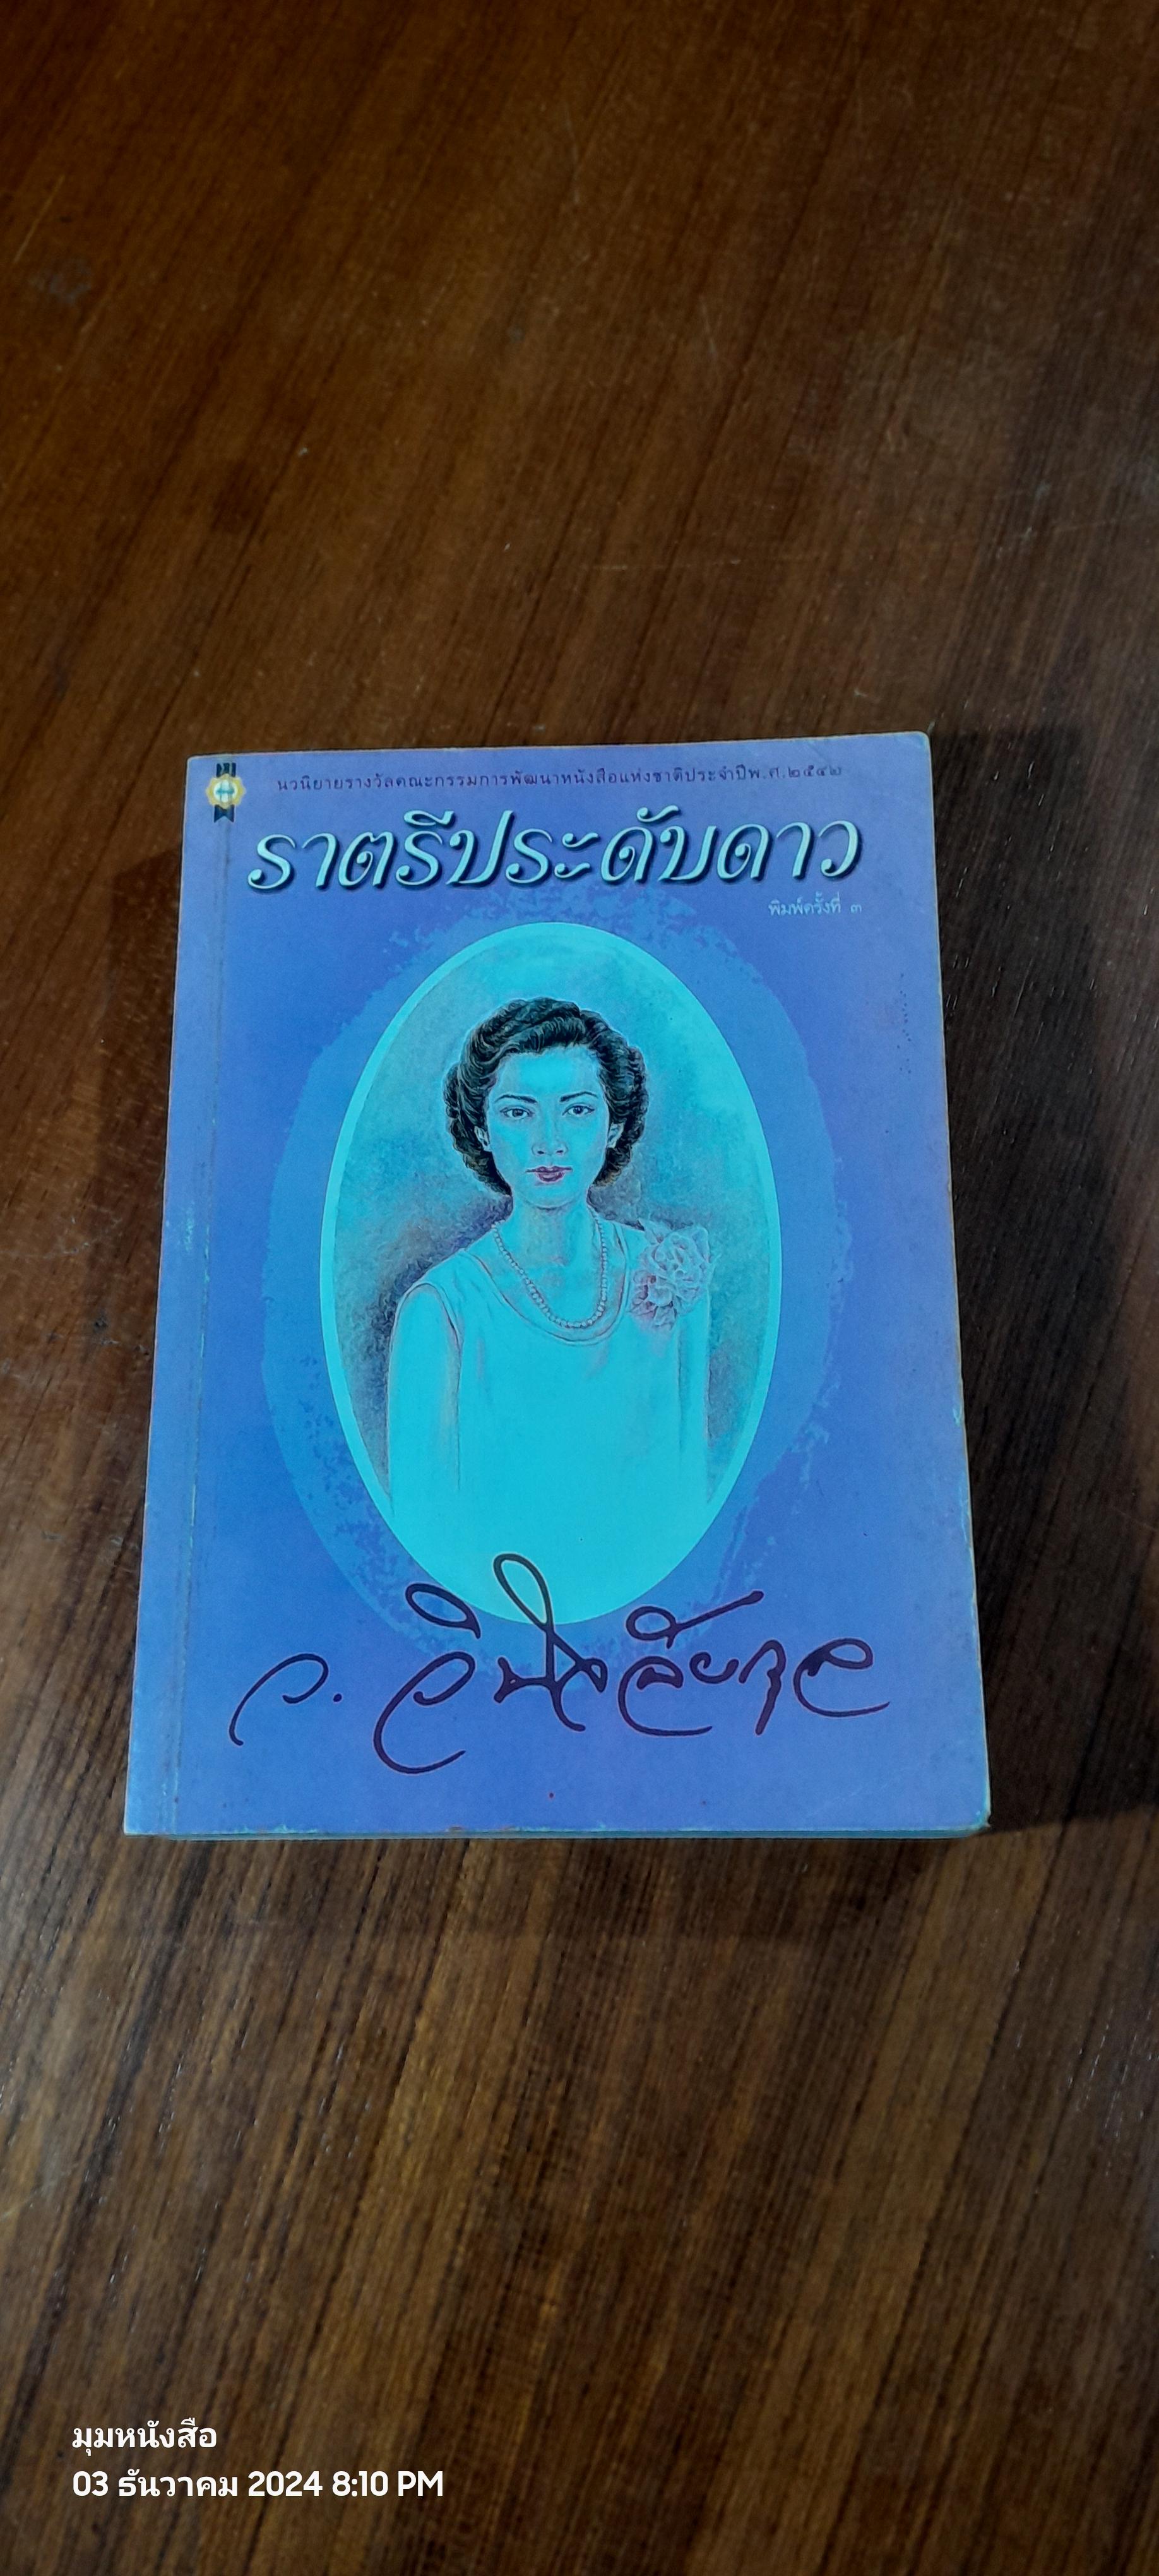 นวนิยายรางวัลคณะกรรมการพัฒนาหนังสือแห่งชาติประจำปีพ.ศ.๒๕๔๒
ราตรีประดับดาว
พิมพ์ครั้งที่ ๓
ว. วินิจฉัยกุล
มุมหนังสือ
03 ธันวาคม 2024 8:10 PM